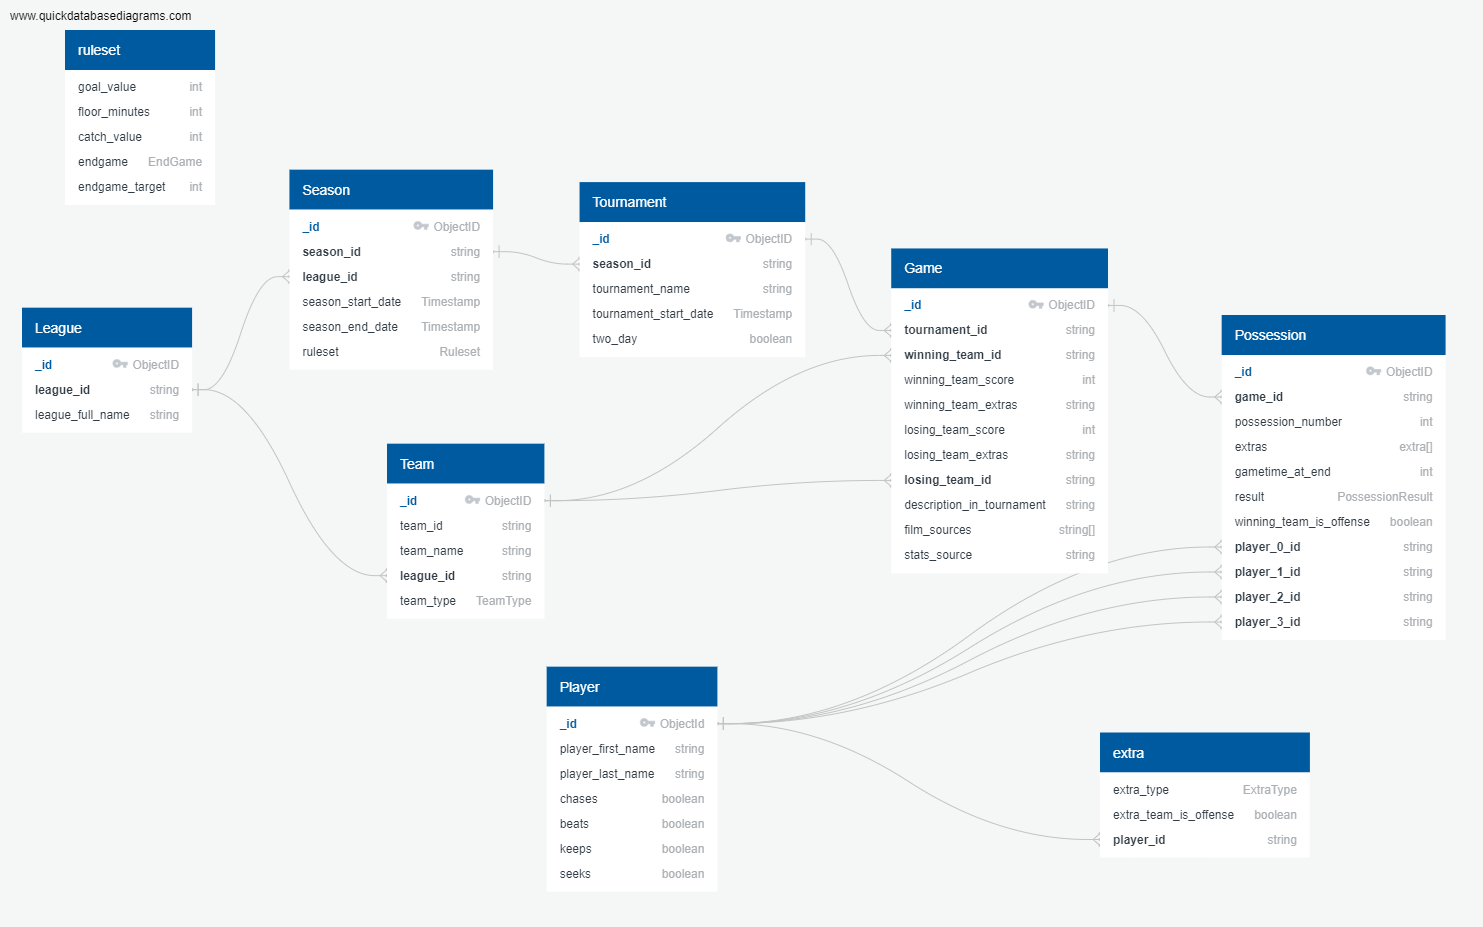 www.quickdatabasediagrams.com
ruleset
goal_value int
floor_minutes int
catch_value int
endgame EndGame
endgame_target int
Season
_id ObjectID
season_id string
league_id string
season_start_date Timestamp
season_end_date Timestamp
ruleset Ruleset
Tournament
_id ObjectID
season_id string
tournament_name string
tournament_start_date Timestamp
two_day boolean
Game
_id ObjectID
tournament_id string
winning_team_id string
winning_team_score int
winning_team_extras string
losing_team_score int
losing_team_extras string
losing_team_id string
description_in_tournament string
film_sources string[]
stats_source string
League
_id ObjectID
league_id string
league_full_name string
Possession
_id ObjectID
game_id string
possession_number int
extras extra[]
gametime_at_end int
result PossessionResult
winning_team_is_offense boolean
player_0_id string
player_1_id string
player_2_id string
player_3_id string
Team
_id ObjectID
team_id string
team_name string
league_id string
team_type TeamType
Player
_id ObjectId
player_first_name string
player_last_name string
chases boolean
beats boolean
keeps boolean
seeks boolean
extra
extra_type ExtraType
extra_team_is_offense boolean
player_id string